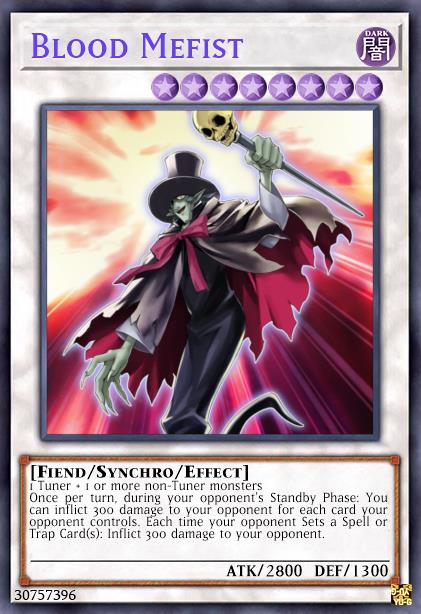 Blood Mefist
DARK
闇
[Fiend/Synchro/Effect]
1 Tuner + 1 or more non-Tuner monsters
Once per turn, during your opponent's Standby Phase: You
can inflict 300 damage to your opponent for each card your
opponent controls. Each time your opponent Sets a Spell or
Trap Card(s): Inflict 300 damage to your opponent.
ATK/2800 DEF/1300
30757396